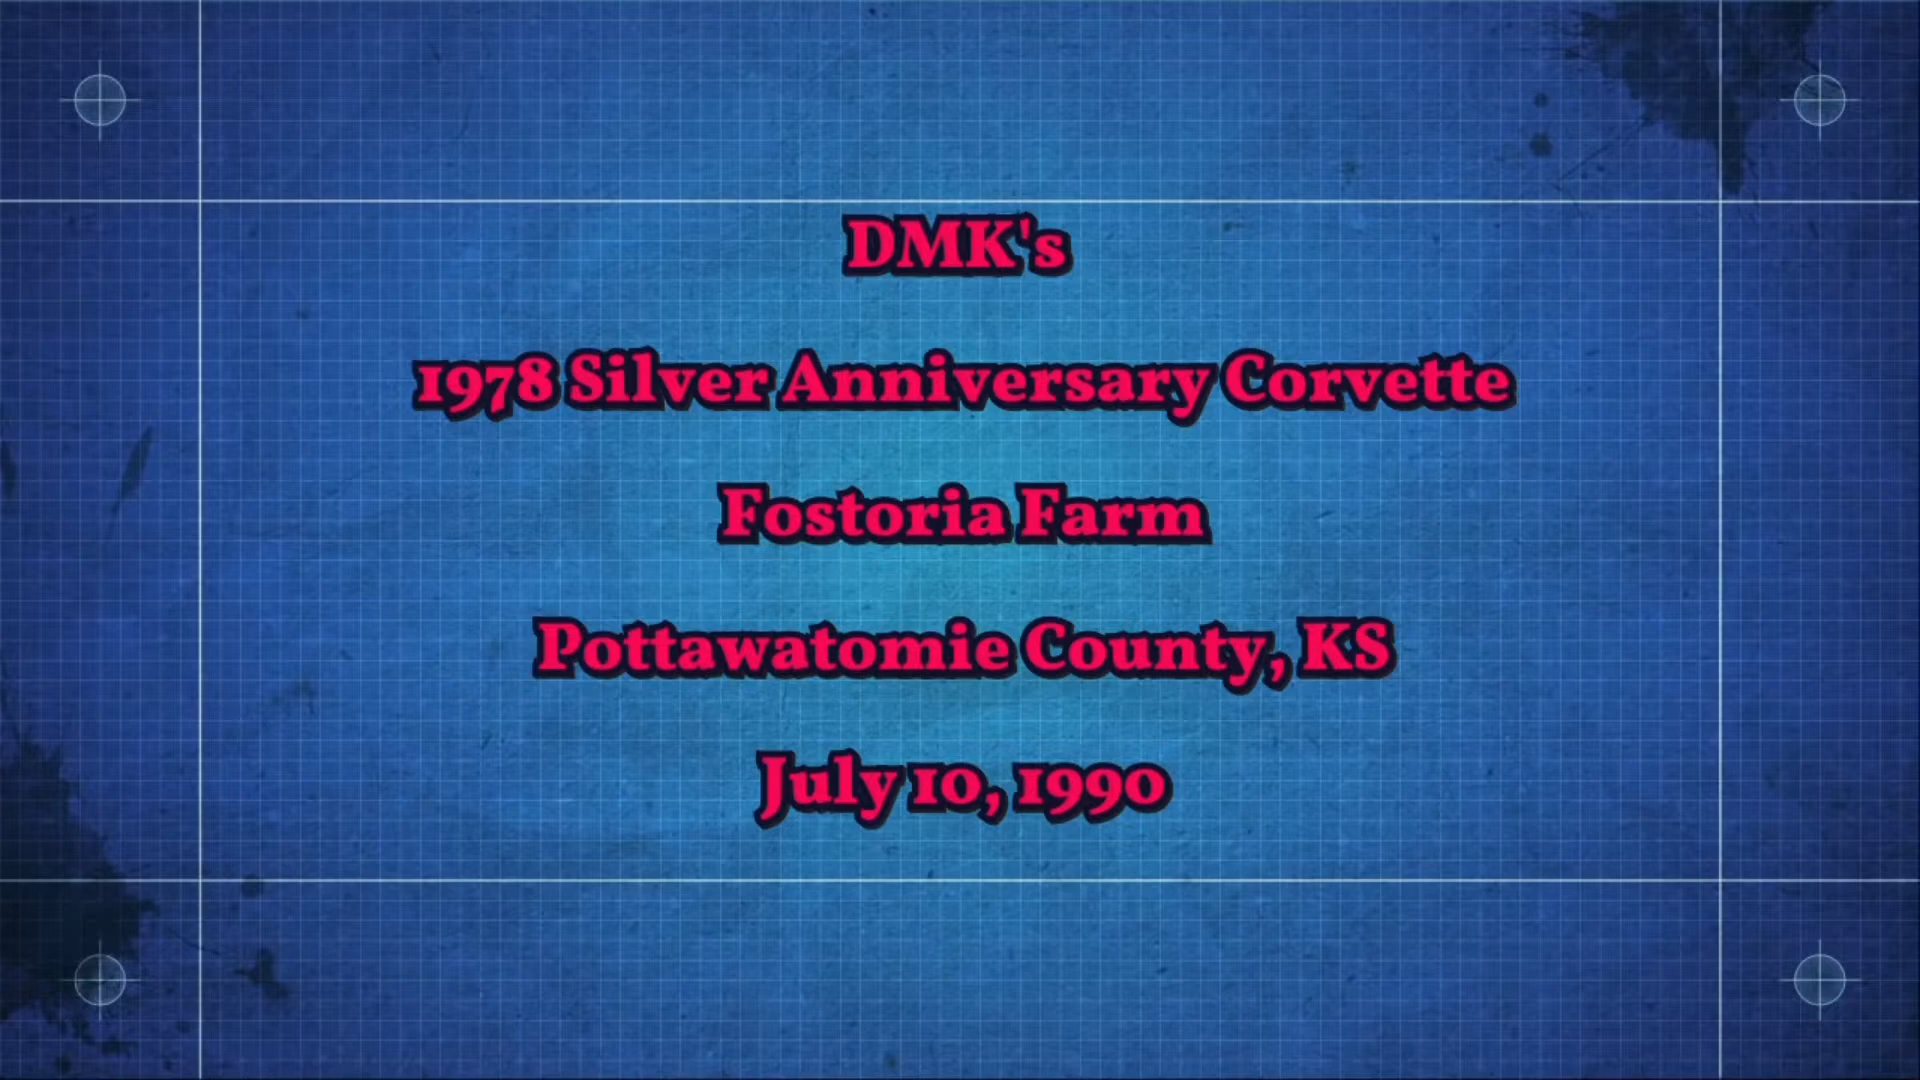 DMK's
1978 Silver Anniversary Corvette
Fostoria Farm
Pottawatomie County, KS
July 10, 1990